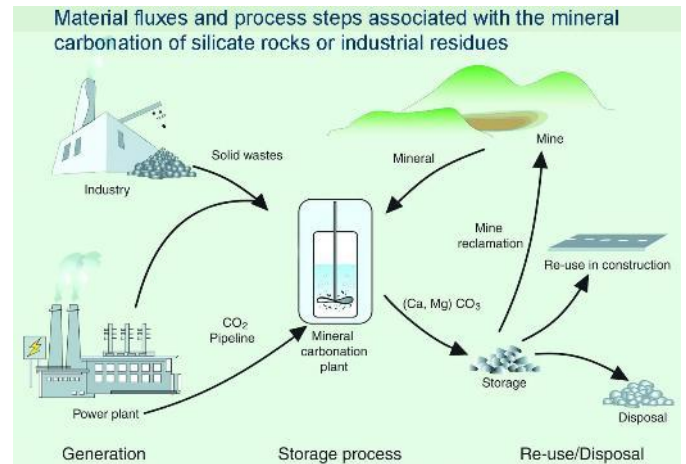 Material fluxes and process steps associated with the mineral
carbonation of silicate rocks or industrial residues
Solid wastes
Industry
Mineral
Mine
Mine
reclamation
Re-use in construction
CO₂
Pipeline
Mineral
carbonation
plant
(Ca, Mg) CO₃
Storage
Power plant
Disposal
Generation
Storage process
Re-use/Disposal